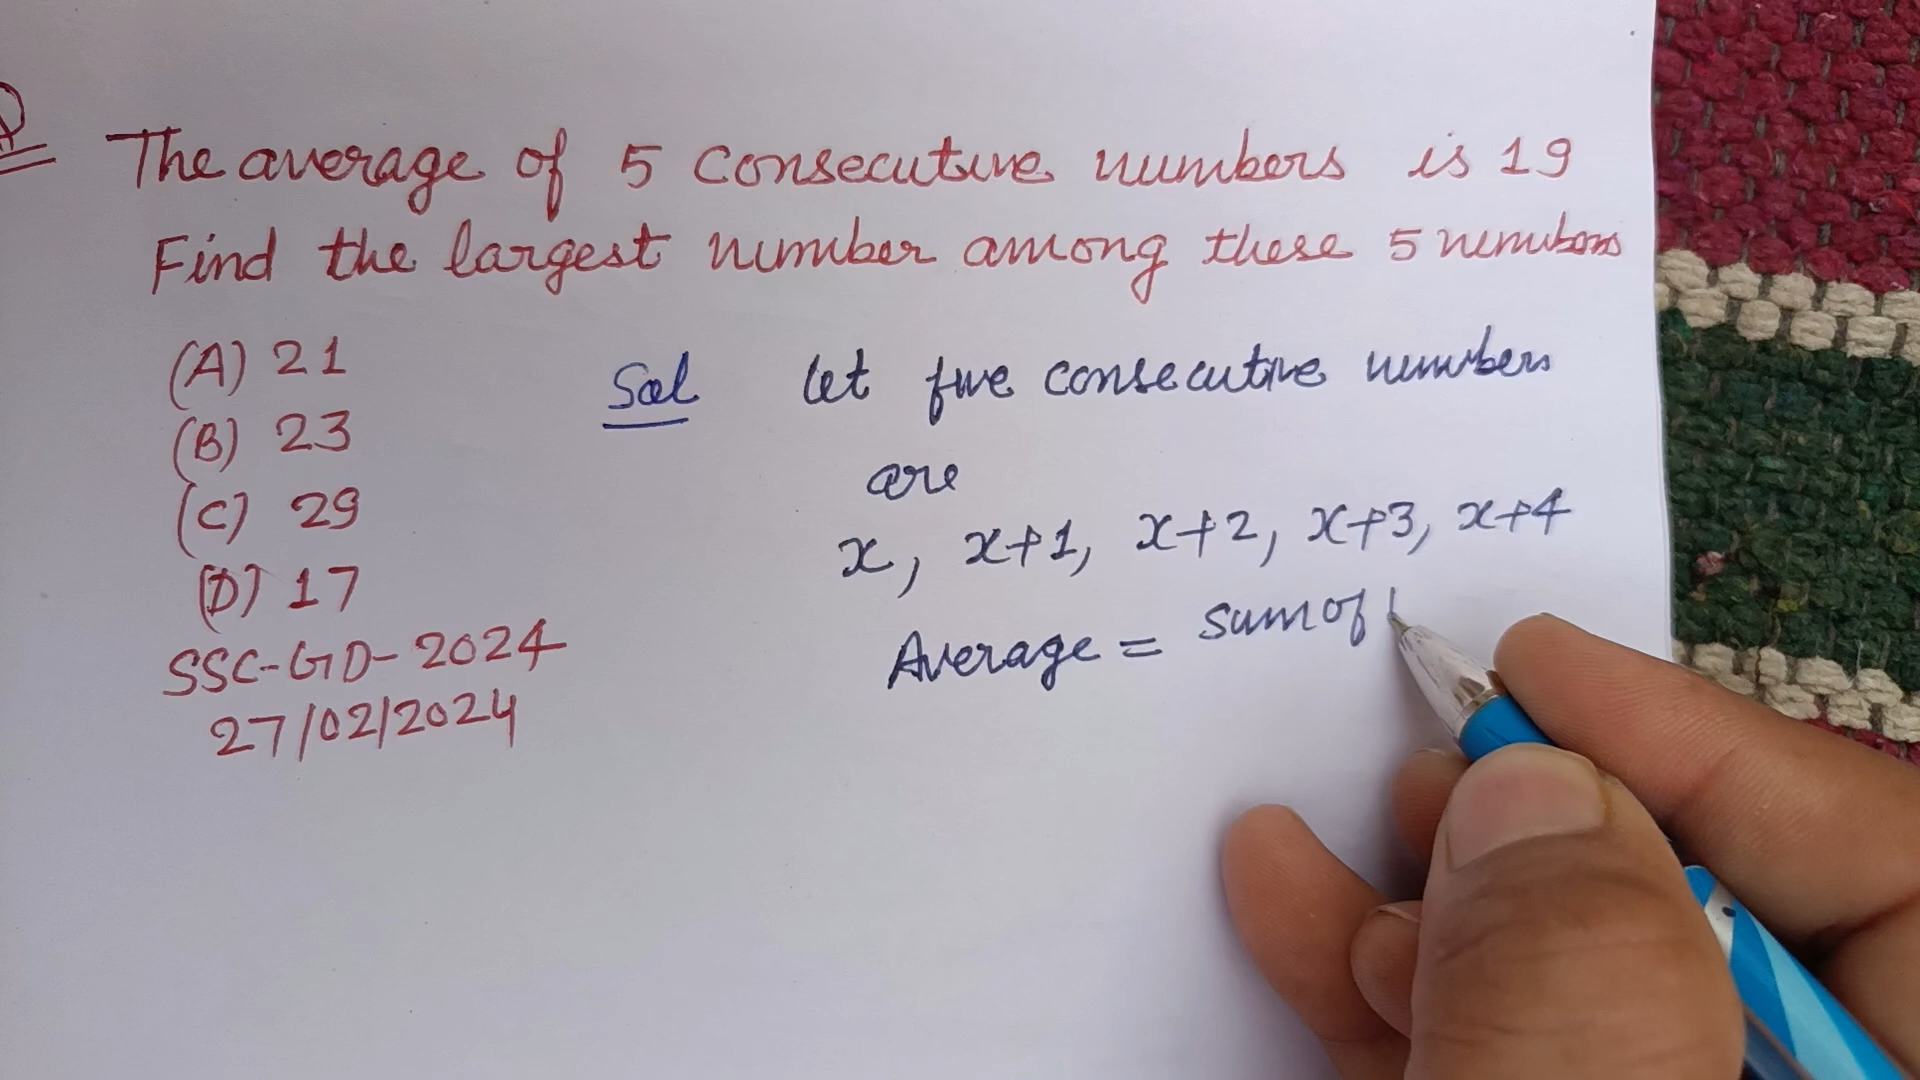 The average of 5 consecutive numbers is 19
Find the largest number among these 5 numbers
(A) 21
(B) 23
(C) 29
(D) 17
SSC-GD-2024
27/02/2024
Sol let five consecutive numbers
are
x, x+1, x+2, x+3, x+4
Average = sum of